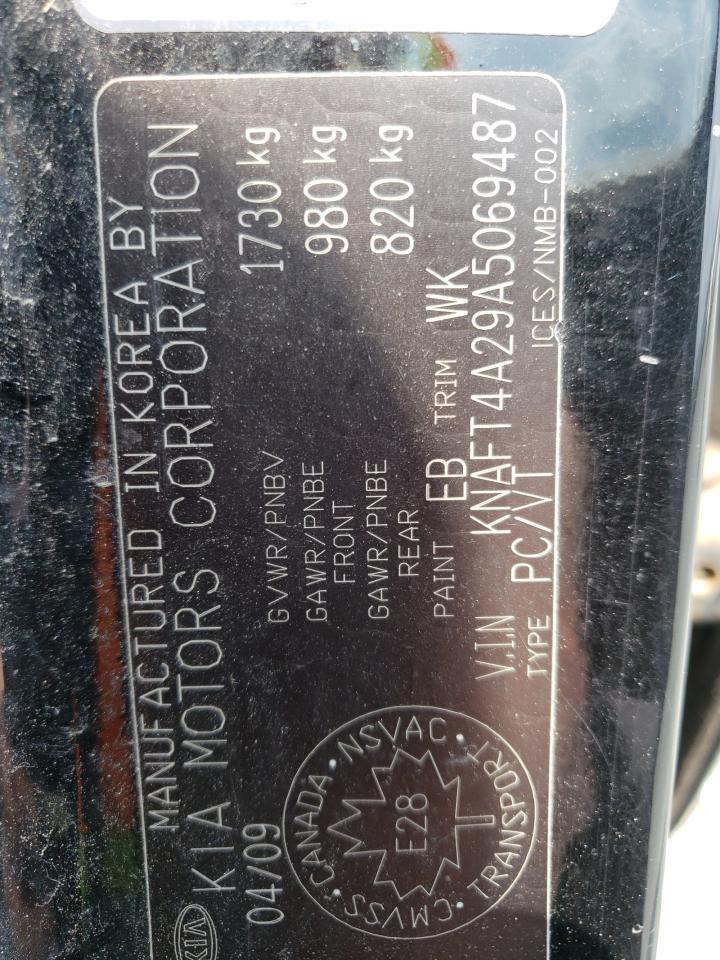 MANUFACTURED IN KOREA BY
KIA KIA MOTORS CORPORATION
04/09
GVWR/PNBV 1730 kg
GAWR/PNBE FRONT 980 kg
GAWR/PNBE REAR 820 kg
PAINT EB TRIM WK
V.I.N KNAFT4A29A5069487
TYPE PC/VT ICES/NMB-002
CANADA · NSVAC · TRANSPORT · CMVSS ·
E28